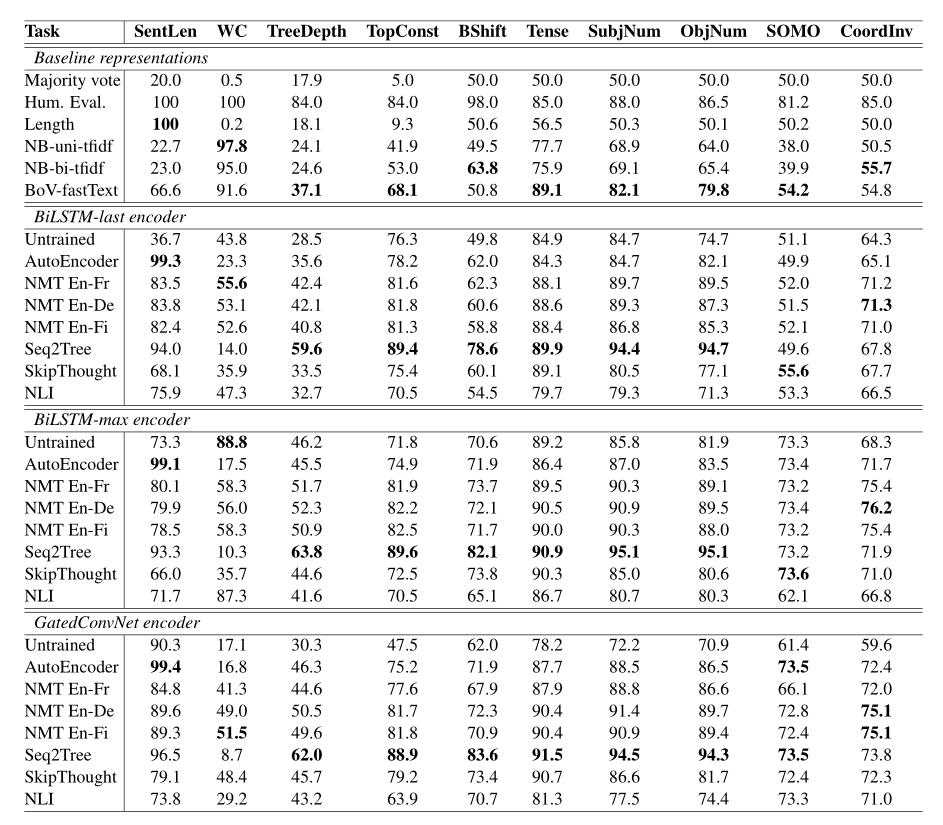 Task SentLen WC TreeDepth TopConst BShift Tense SubjNum ObjNum SOMO CoordInv
Baseline representations
Majority vote 20.0 0.5 17.9 5.0 50.0 50.0 50.0 50.0 50.0 50.0
Hum. Eval. 100 100 84.0 84.0 98.0 85.0 88.0 86.5 81.2 85.0
Length 100 0.2 18.1 9.3 50.6 56.5 50.3 50.1 50.2 50.0
NB-uni-tfidf 22.7 97.8 24.1 41.9 49.5 77.7 68.9 64.0 38.0 50.5
NB-bi-tfidf 23.0 95.0 24.6 53.0 63.8 75.9 69.1 65.4 39.9 55.7
BoV-fastText 66.6 91.6 37.1 68.1 50.8 89.1 82.1 79.8 54.2 54.8
BiLSTM-last encoder
Untrained 36.7 43.8 28.5 76.3 49.8 84.9 84.7 74.7 51.1 64.3
AutoEncoder 99.3 23.3 35.6 78.2 62.0 84.3 84.7 82.1 49.9 65.1
NMT En-Fr 83.5 55.6 42.4 81.6 62.3 88.1 89.7 89.5 52.0 71.2
NMT En-De 83.8 53.1 42.1 81.8 60.6 88.6 89.3 87.3 51.5 71.3
NMT En-Fi 82.4 52.6 40.8 81.3 58.8 88.4 86.8 85.3 52.1 71.0
Seq2Tree 94.0 14.0 59.6 89.4 78.6 89.9 94.4 94.7 49.6 67.8
SkipThought 68.1 35.9 33.5 75.4 60.1 89.1 80.5 77.1 55.6 67.7
NLI 75.9 47.3 32.7 70.5 54.5 79.7 79.3 71.3 53.3 66.5
BiLSTM-max encoder
Untrained 73.3 88.8 46.2 71.8 70.6 89.2 85.8 81.9 73.3 68.3
AutoEncoder 99.1 17.5 45.5 74.9 71.9 86.4 87.0 83.5 73.4 71.7
NMT En-Fr 80.1 58.3 51.7 81.9 73.7 89.5 90.3 89.1 73.2 75.4
NMT En-De 79.9 56.0 52.3 82.2 72.1 90.5 90.9 89.5 73.4 76.2
NMT En-Fi 78.5 58.3 50.9 82.5 71.7 90.0 90.3 88.0 73.2 75.4
Seq2Tree 93.3 10.3 63.8 89.6 82.1 90.9 95.1 95.1 73.2 71.9
SkipThought 66.0 35.7 44.6 72.5 73.8 90.3 85.0 80.6 73.6 71.0
NLI 71.7 87.3 41.6 70.5 65.1 86.7 80.7 80.3 62.1 66.8
GatedConvNet encoder
Untrained 90.3 17.1 30.3 47.5 62.0 78.2 72.2 70.9 61.4 59.6
AutoEncoder 99.4 16.8 46.3 75.2 71.9 87.7 88.5 86.5 73.5 72.4
NMT En-Fr 84.8 41.3 44.6 77.6 67.9 87.9 88.8 86.6 66.1 72.0
NMT En-De 89.6 49.0 50.5 81.7 72.3 90.4 91.4 89.7 72.8 75.1
NMT En-Fi 89.3 51.5 49.6 81.8 70.9 90.4 90.9 89.4 72.4 75.1
Seq2Tree 96.5 8.7 62.0 88.9 83.6 91.5 94.5 94.3 73.5 73.8
SkipThought 79.1 48.4 45.7 79.2 73.4 90.7 86.6 81.7 72.4 72.3
NLI 73.8 29.2 43.2 63.9 70.7 81.3 77.5 74.4 73.3 71.0